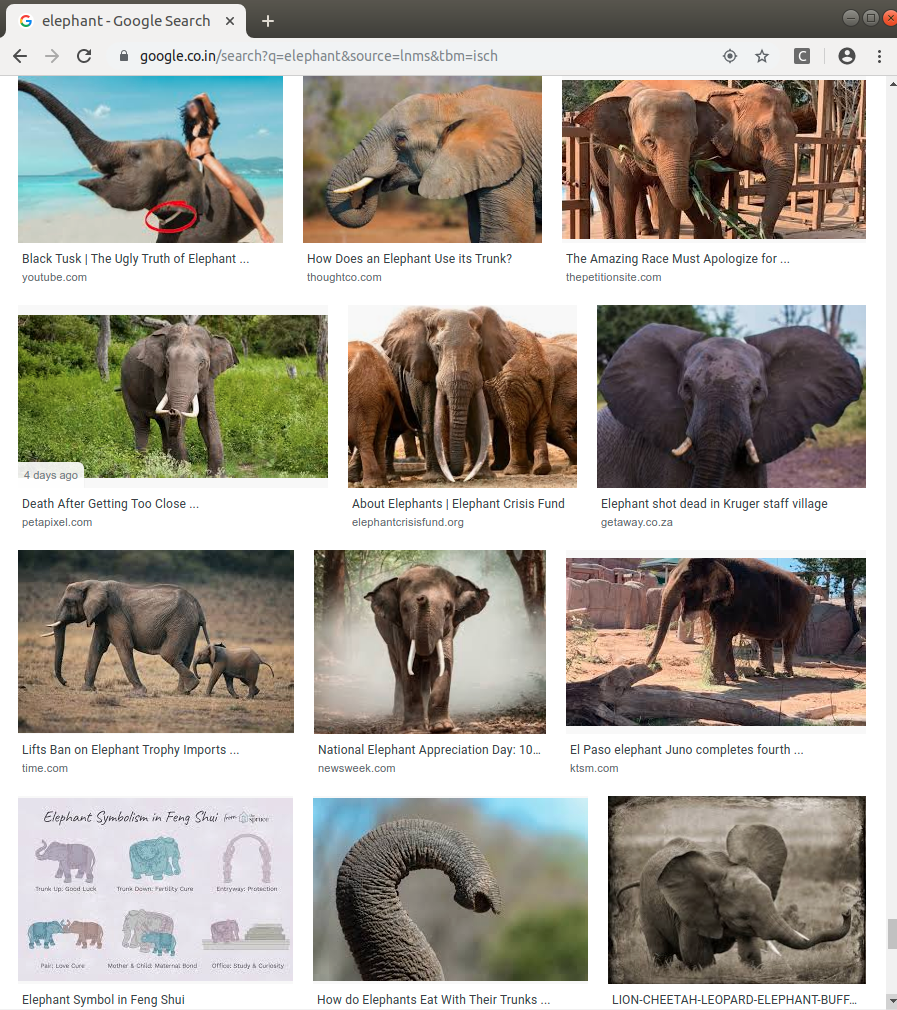 elephant - Google Search
google.co.in/search?q=elephant&source=lnms&tbm=isch
Black Tusk | The Ugly Truth of Elephant ...
youtube.com
How Does an Elephant Use its Trunk?
thoughtco.com
The Amazing Race Must Apologize for ...
thepetitionsite.com
4 days ago
Death After Getting Too Close ...
petapixel.com
About Elephants | Elephant Crisis Fund
elephantcrisisfund.org
Elephant shot dead in Kruger staff village
getaway.co.za
Lifts Ban on Elephant Trophy Imports ...
time.com
National Elephant Appreciation Day: 10...
newsweek.com
El Paso elephant Juno completes fourth ...
ktsm.com
Elephant Symbolism in Feng Shui from the spruce
Trunk Up: Good Luck
Trunk Down: Fertility Cure
Entryway: Protection
Pair: Love Cure
Mother & Child: Maternal Bond
Office: Study & Curiosity
Elephant Symbol in Feng Shui
How do Elephants Eat With Their Trunks ...
LION-CHEETAH-LEOPARD-ELEPHANT-BUFF...